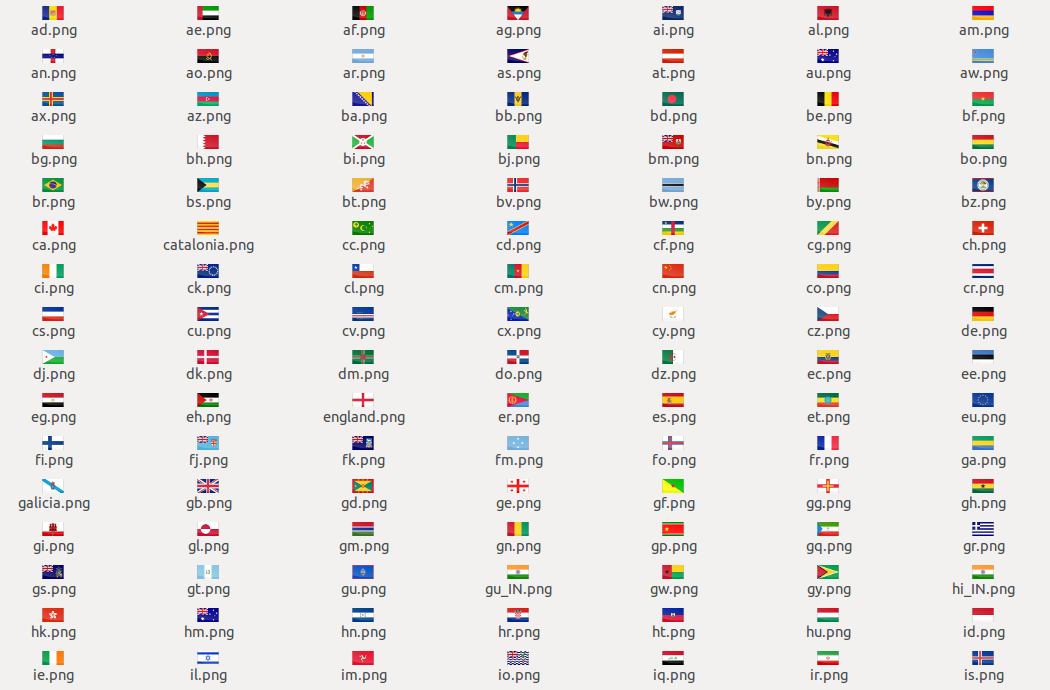 ad.png ae.png af.png ag.png ai.png al.png am.png
an.png ao.png ar.png as.png at.png au.png aw.png
ax.png az.png ba.png bb.png bd.png be.png bf.png
bg.png bh.png bi.png bj.png bm.png bn.png bo.png
br.png bs.png bt.png bv.png bw.png by.png bz.png
ca.png catalonia.png cc.png cd.png cf.png cg.png ch.png
ci.png ck.png cl.png cm.png cn.png co.png cr.png
cs.png cu.png cv.png cx.png cy.png cz.png de.png
dj.png dk.png dm.png do.png dz.png ec.png ee.png
eg.png eh.png england.png er.png es.png et.png eu.png
fi.png fj.png fk.png fm.png fo.png fr.png ga.png
galicia.png gb.png gd.png ge.png gf.png gg.png gh.png
gi.png gl.png gm.png gn.png gp.png gq.png gr.png
gs.png gt.png gu.png gu_IN.png gw.png gy.png hi_IN.png
hk.png hm.png hn.png hr.png ht.png hu.png id.png
ie.png il.png im.png io.png iq.png ir.png is.png